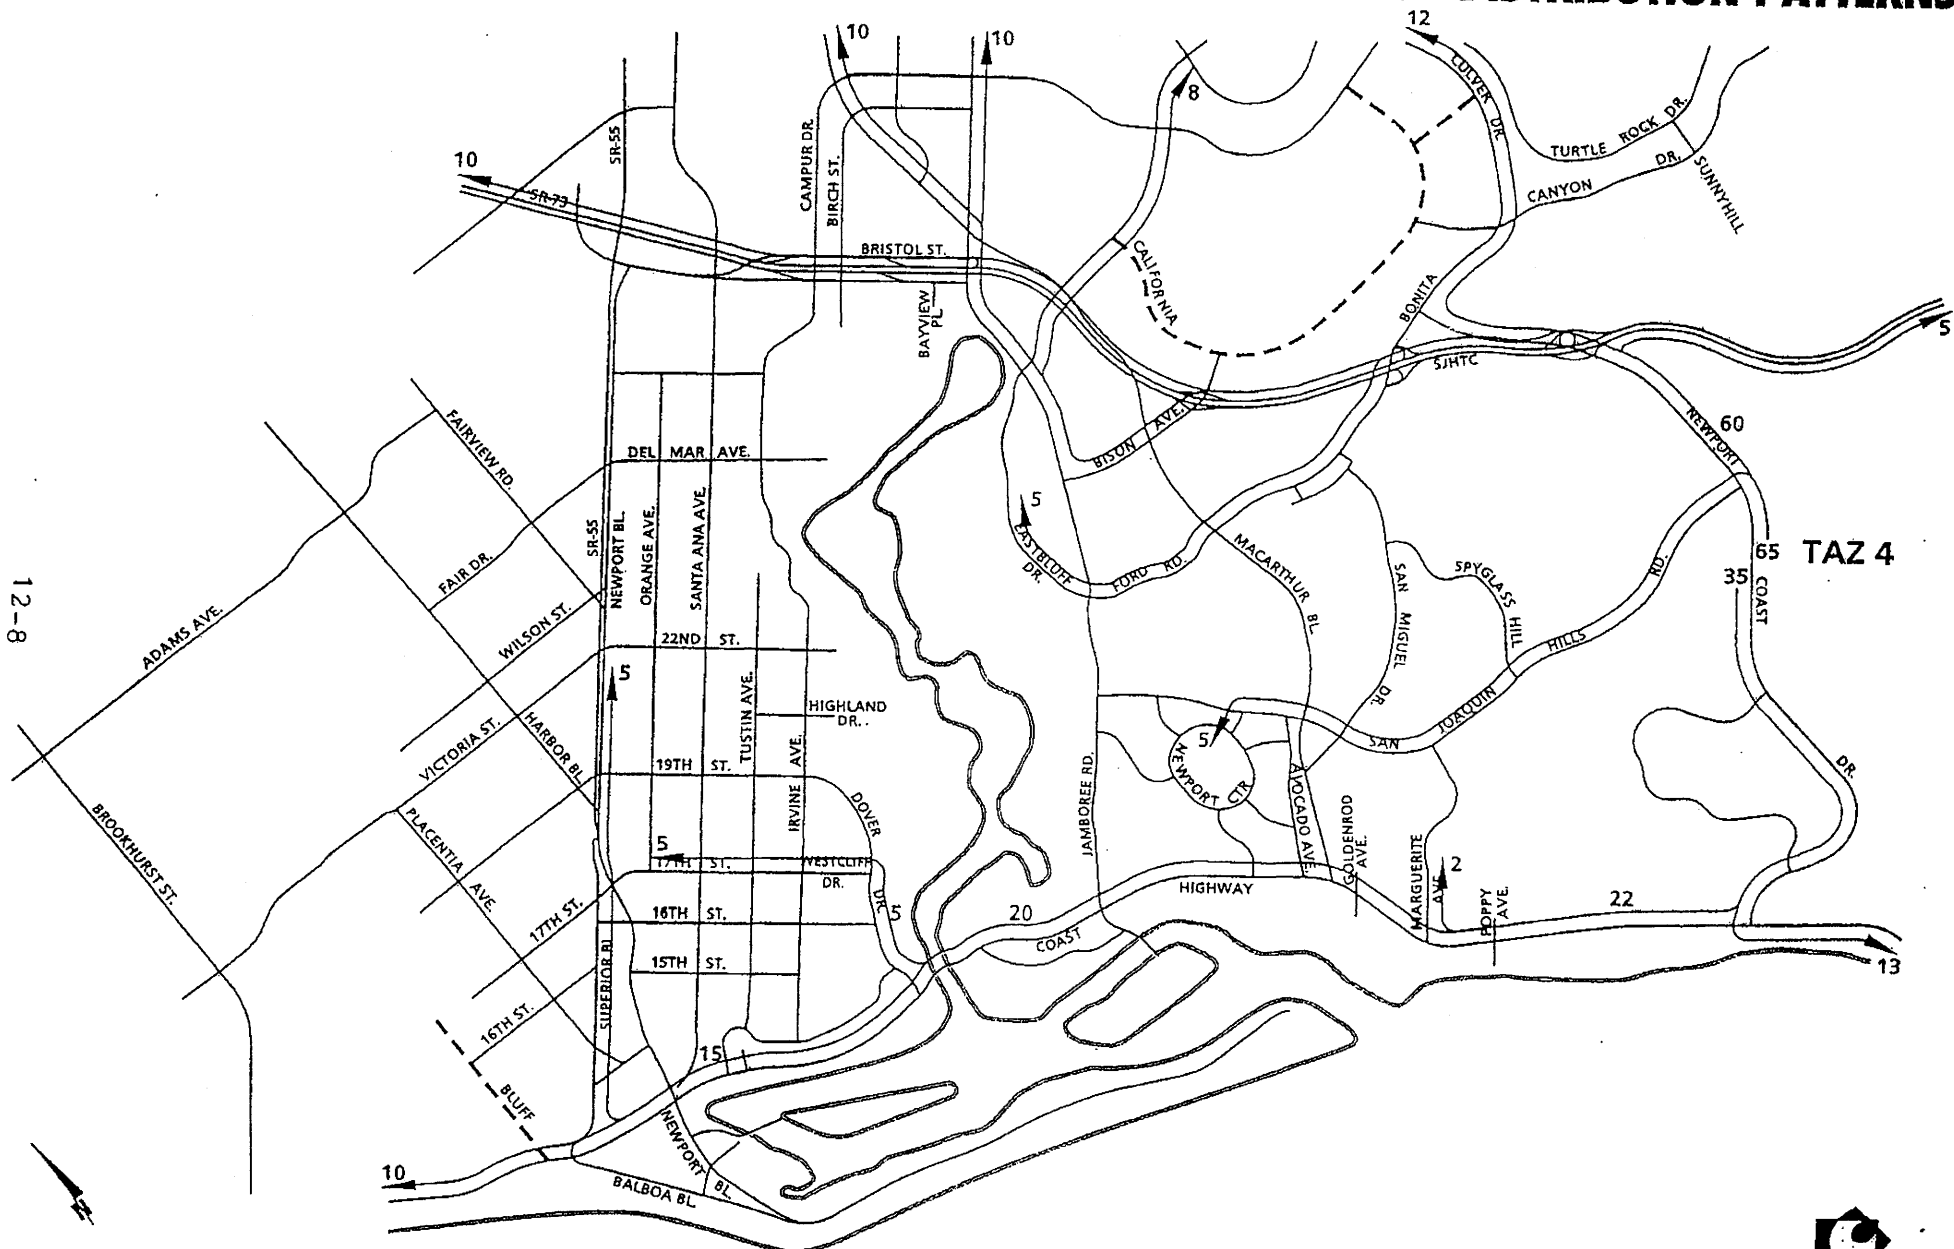 12
10
10
8
CULVER DR.
TURTLE ROCK DR.
SUNNYHILL
CANYON DR.
10
SR-73
SR-55
CAMPUR DR.
BIRCH ST.
BRISTOL ST.
BAYVIEW PL.
CALIFORNIA
BONITA
SJHTC
5
NEWPORT
60
FAIRVIEW RD.
DEL MAR AVE.
BISON AVE.
5
EASTBLUFF DR.
FORD RD.
MACARTHUR BL.
SAN MIGUEL DR.
SPYGLASS HILL
SAN JOAQUIN HILLS RD.
65
TAZ 4
35
COAST
DR.
FAIR DR.
SR-55
NEWPORT BL.
ORANGE AVE.
SANTA ANA AVE.
WILSON ST.
ADAMS AVE.
22ND ST.
5
TUSTIN AVE.
HIGHLAND DR.
VICTORIA ST.
HARBOR BL.
19TH ST.
IRVINE AVE.
DOVER
DR.
JAMBOREE RD.
5
NEWPORT CTR
AVOCADO AVE.
GOLDENROD AVE.
MARGUERITE AVE.
2
POPPY AVE.
22
13
BROOKHURST ST.
PLACENTIA AVE.
5
17TH ST.
WESTCLIFF DR.
17TH ST.
16TH ST.
5
20
HIGHWAY
COAST
15TH ST.
SUPERIOR BL
16TH ST.
15
BLUFF
NEWPORT BL.
10
BALBOA BL.
N
12-8